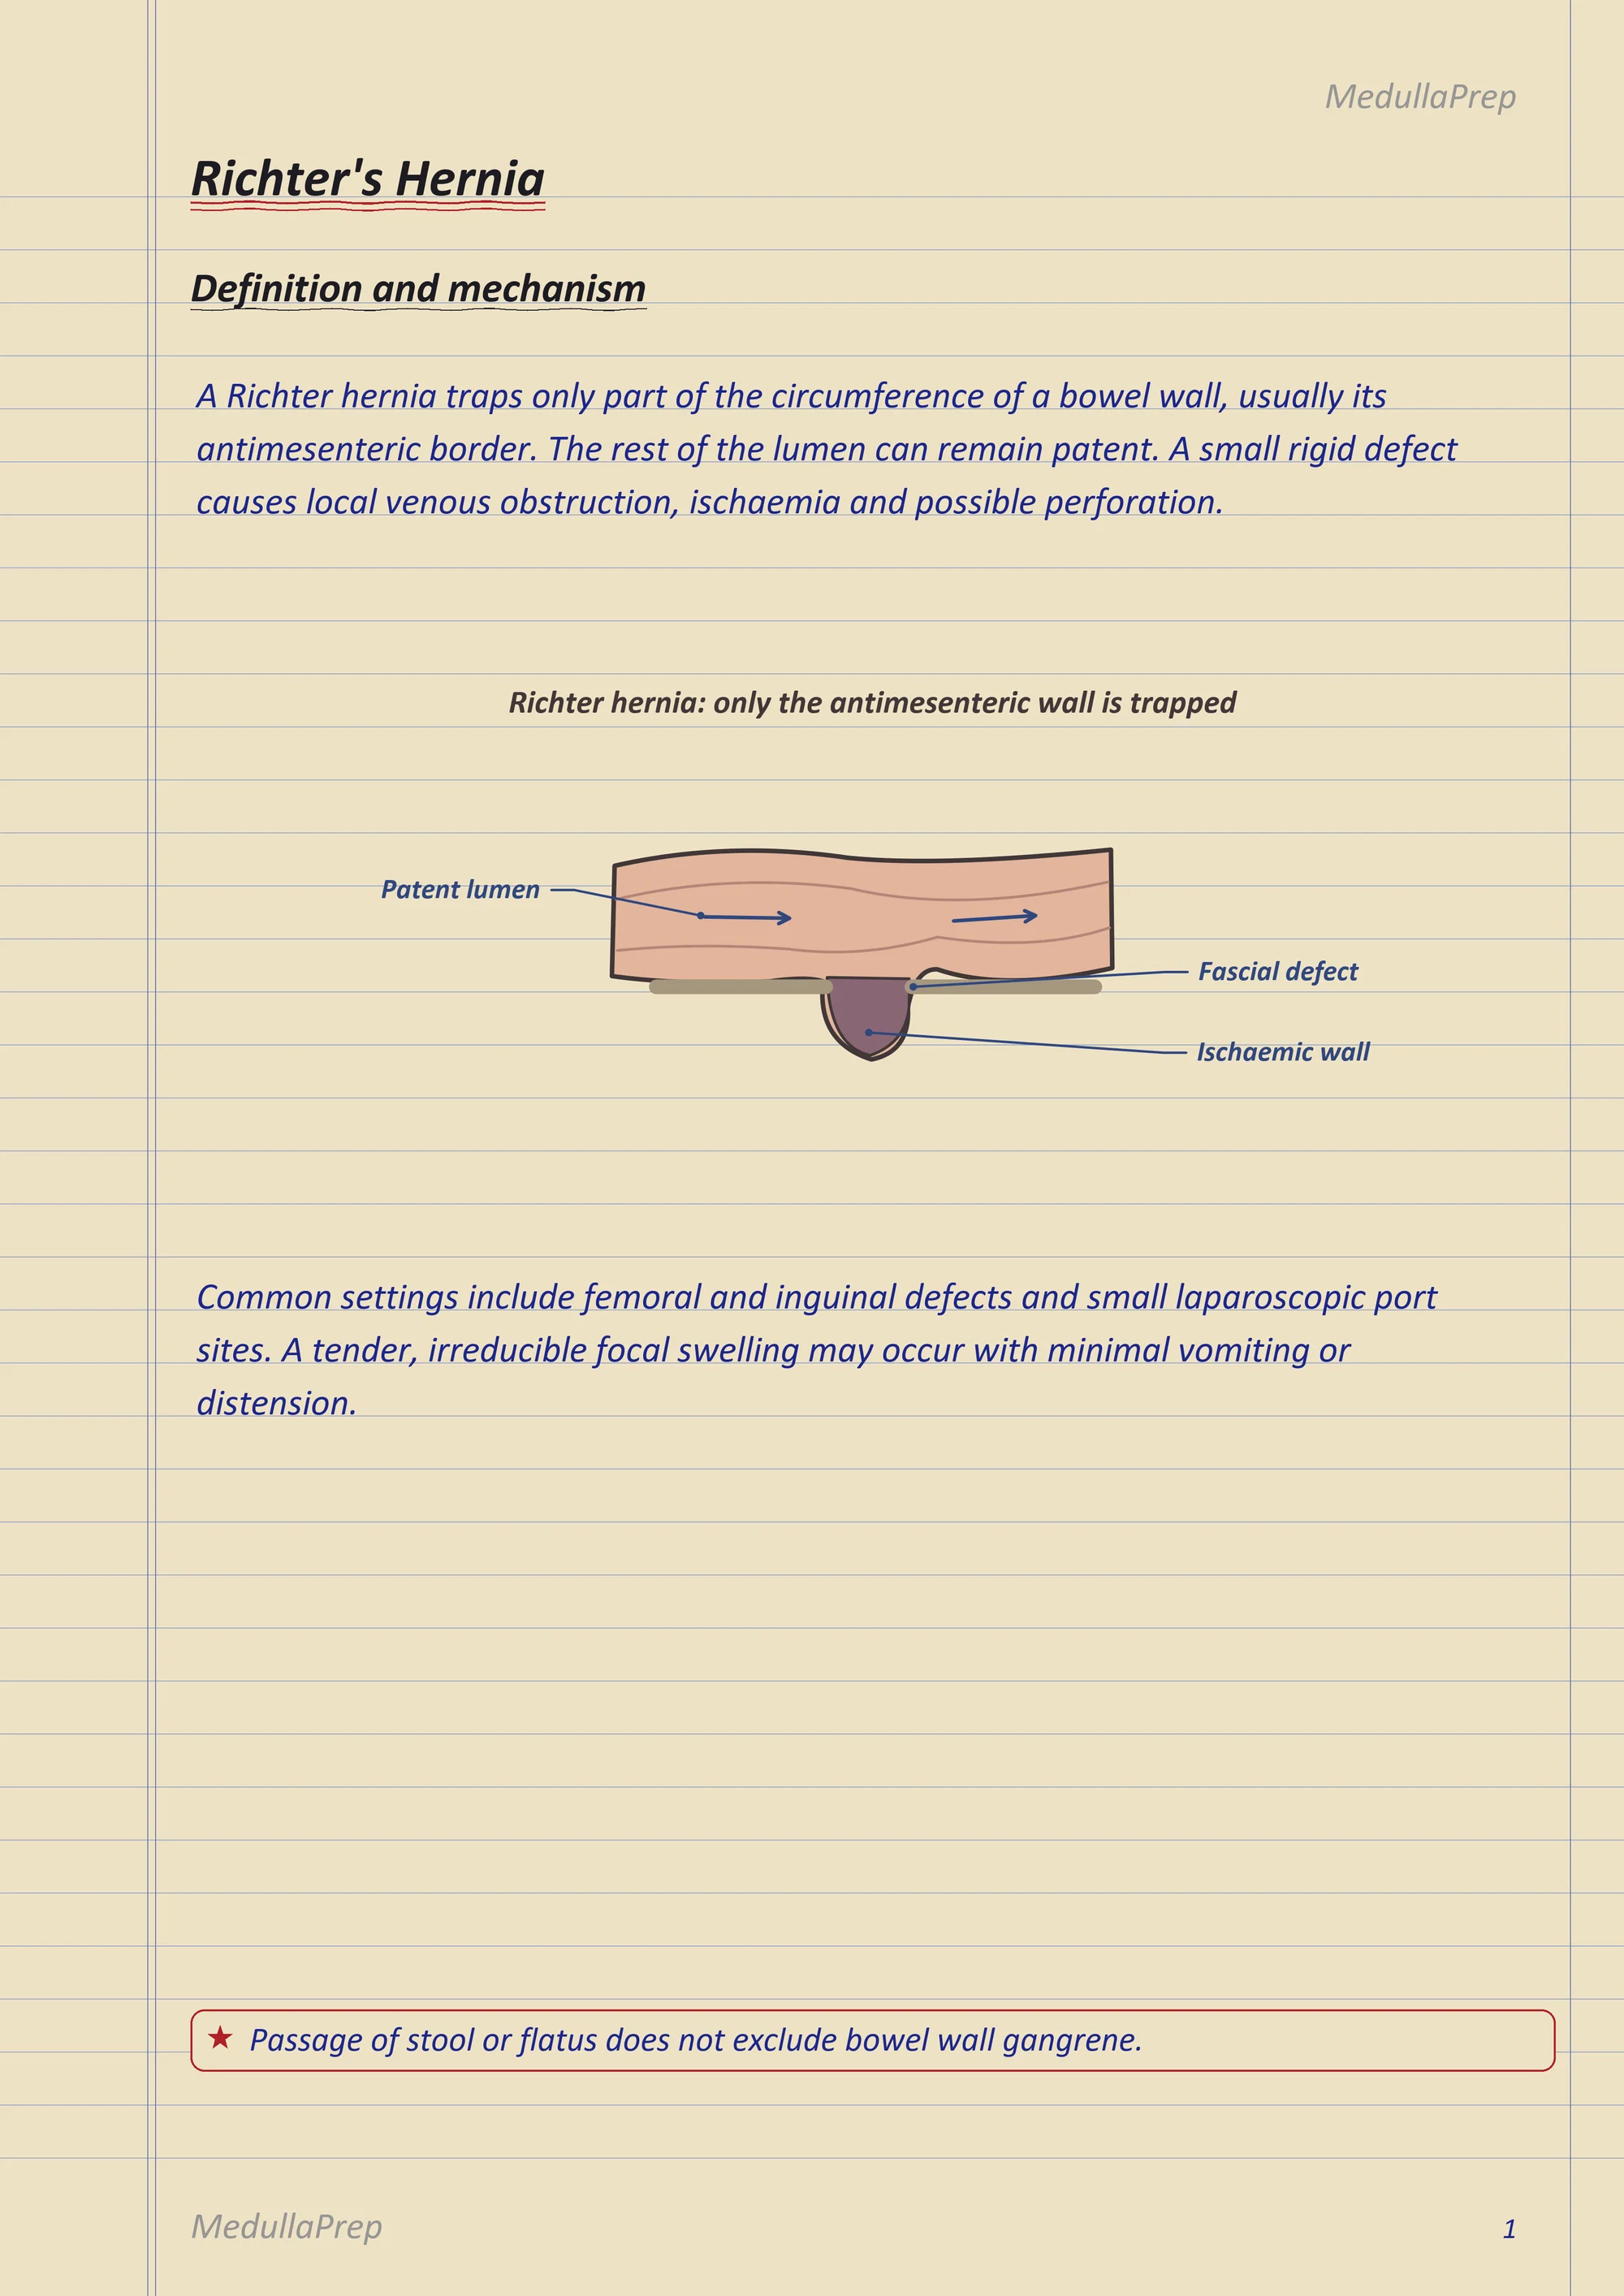 MedullaPrep
Richter's Hernia
Definition and mechanism
A Richter hernia traps only part of the circumference of a bowel wall, usually its
antimesenteric border. The rest of the lumen can remain patent. A small rigid defect
causes local venous obstruction, ischaemia and possible perforation.
Richter hernia: only the antimesenteric wall is trapped
Patent lumen
Fascial defect
Ischaemic wall
Common settings include femoral and inguinal defects and small laparoscopic port
sites. A tender, irreducible focal swelling may occur with minimal vomiting or
distension.
★ Passage of stool or flatus does not exclude bowel wall gangrene.
MedullaPrep
1